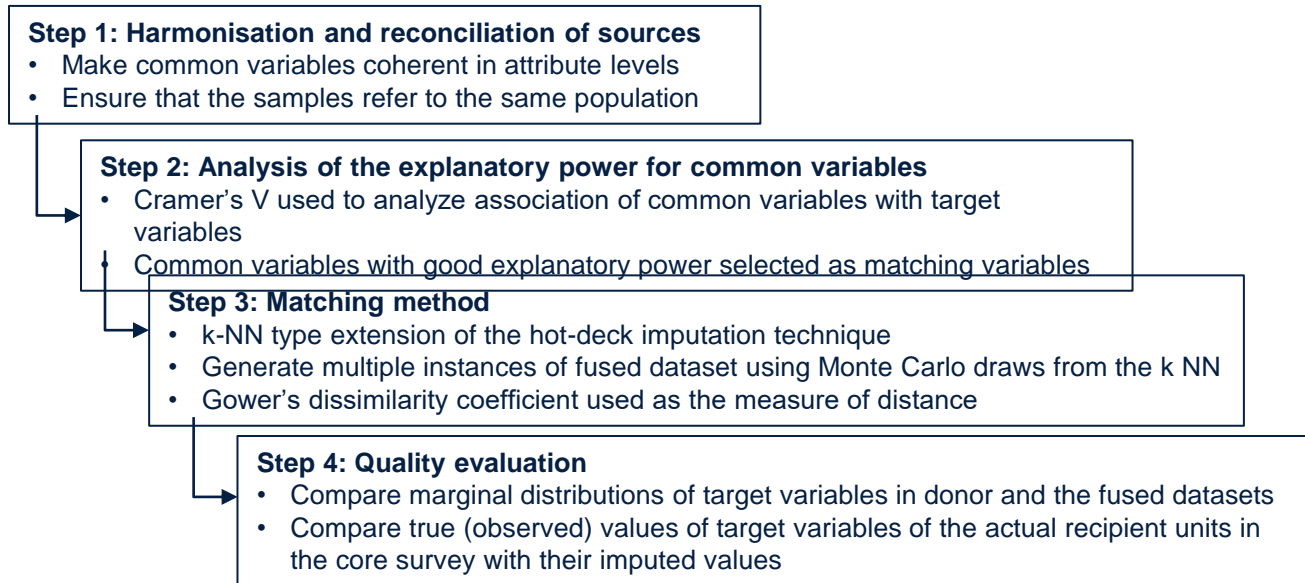 Step 1: Harmonisation and reconciliation of sources
• Make common variables coherent in attribute levels
• Ensure that the samples refer to the same population
Step 2: Analysis of the explanatory power for common variables
• Cramer’s V used to analyze association of common variables with target
variables
• Common variables with good explanatory power selected as matching variables
Step 3: Matching method
• k-NN type extension of the hot-deck imputation technique
• Generate multiple instances of fused dataset using Monte Carlo draws from the k NN
• Gower’s dissimilarity coefficient used as the measure of distance
Step 4: Quality evaluation
• Compare marginal distributions of target variables in donor and the fused datasets
• Compare true (observed) values of target variables of the actual recipient units in
the core survey with their imputed values